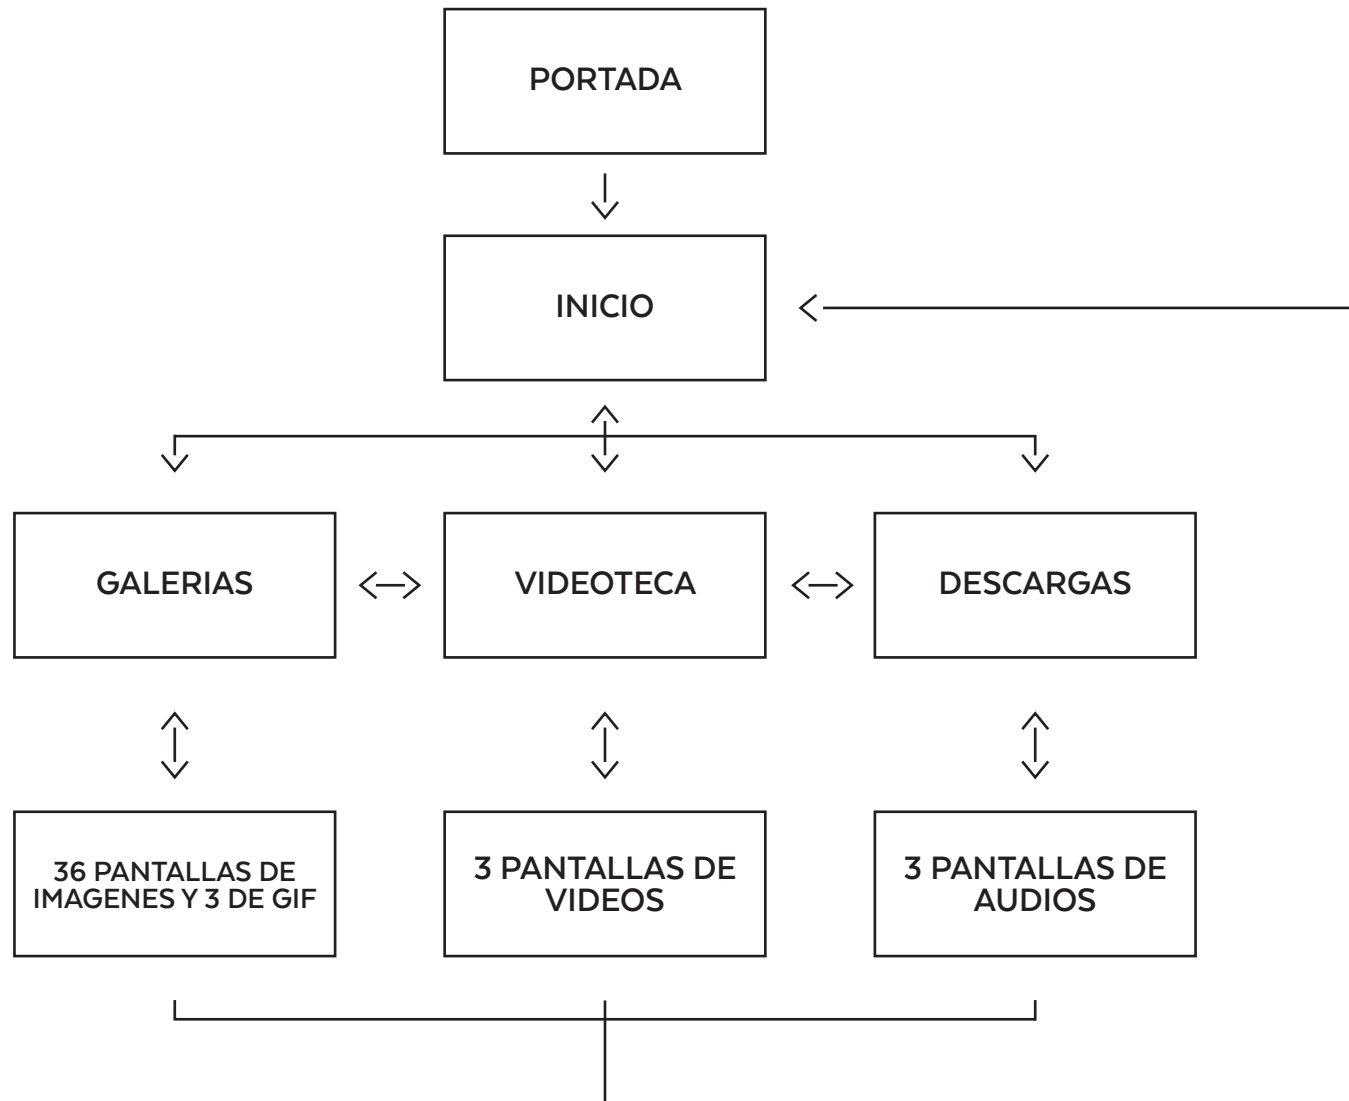 PORTADA
INICIO
GALERIAS
VIDEOTECA
DESCARGAS
36 PANTALLAS DE
IMAGENES Y 3 DE GIF
3 PANTALLAS DE
VIDEOS
3 PANTALLAS DE
AUDIOS